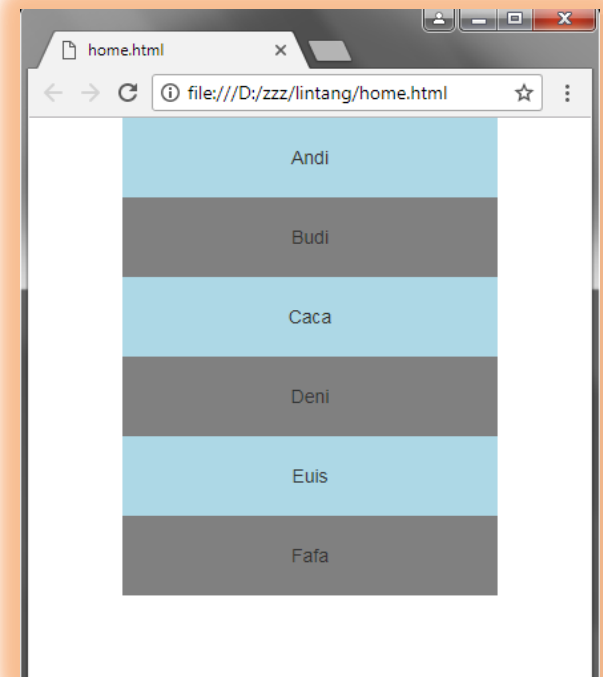 home.html
file:///D:/zzz/lintang/home.html
Andi
Budi
Caca
Deni
Euis
Fafa